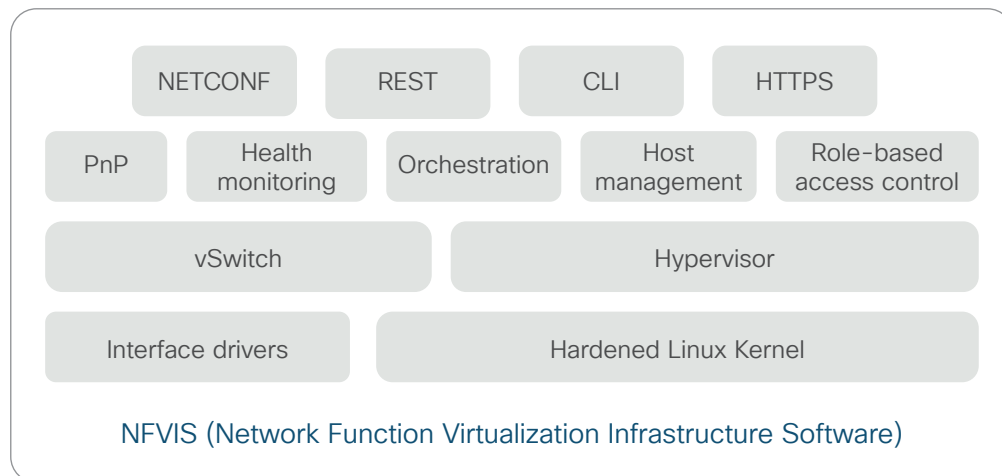 NETCONF
REST
CLI
HTTPS
PnP
Health
monitoring
Orchestration
Host
management
Role-based
access control
vSwitch
Hypervisor
Interface drivers
Hardened Linux Kernel
NFVIS (Network Function Virtualization Infrastructure Software)